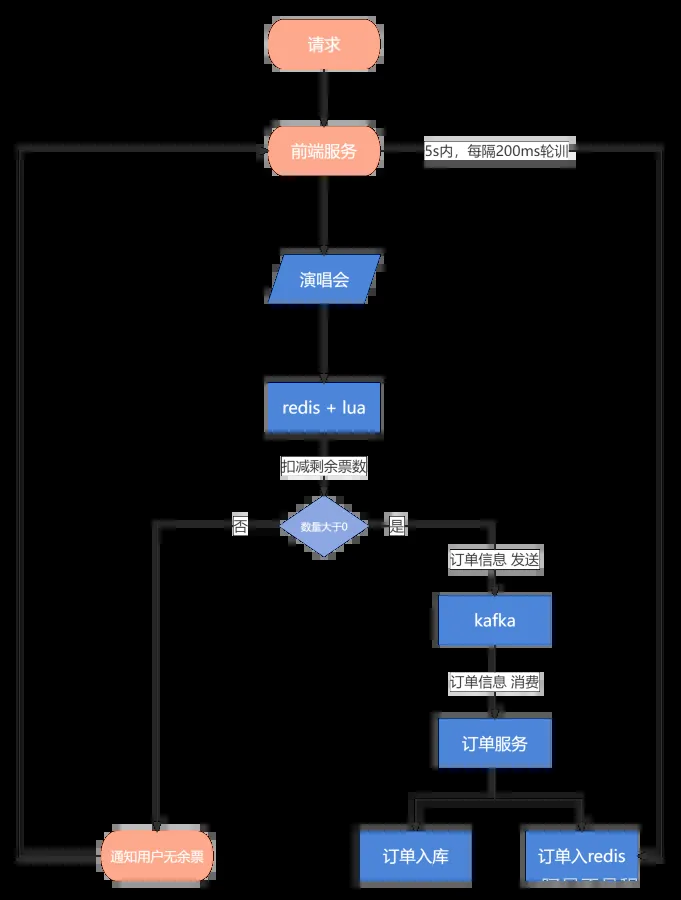 请求
前端服务
5s内，每隔200ms轮训
演唱会
redis + lua
扣减剩余票数
否
数量大于0
是
订单信息 发送
kafka
订单信息 消费
订单服务
通知用户无余票
订单入库
订单入redis